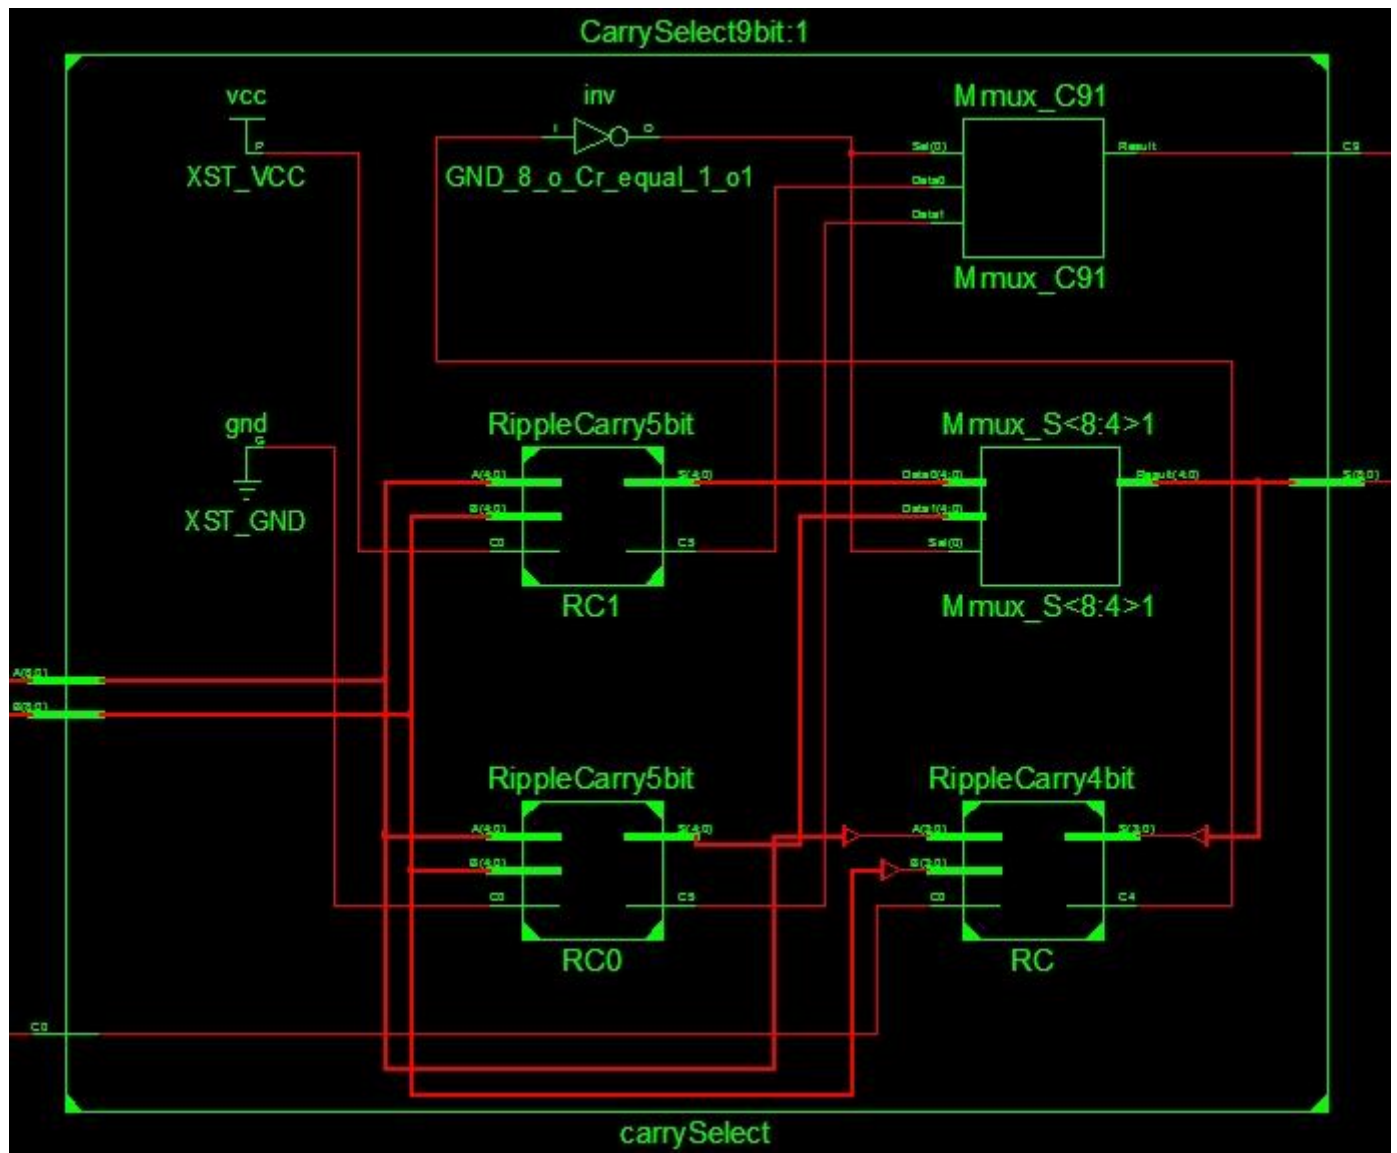 CarrySelect9bit:1
vcc
inv
Mmux_C91
P
I
O
Sel(0)
Result
C9
XST_VCC
GND_8_o_Cr_equal_1_o1
Data0
Data1
Mmux_C91
gnd
RippleCarry5bit
Mmux_S<8:4>1
G
A(4:0)
S(4:0)
Data0(4:0)
Result(4:0)
S(8:0)
B(4:0)
Data1(4:0)
XST_GND
C0
C5
Sel(0)
RC1
Mmux_S<8:4>1
A(8:0)
B(8:0)
RippleCarry5bit
RippleCarry4bit
A(4:0)
S(4:0)
A(3:0)
S(3:0)
B(4:0)
B(3:0)
C0
C5
C0
C4
RC0
RC
C0
carrySelect